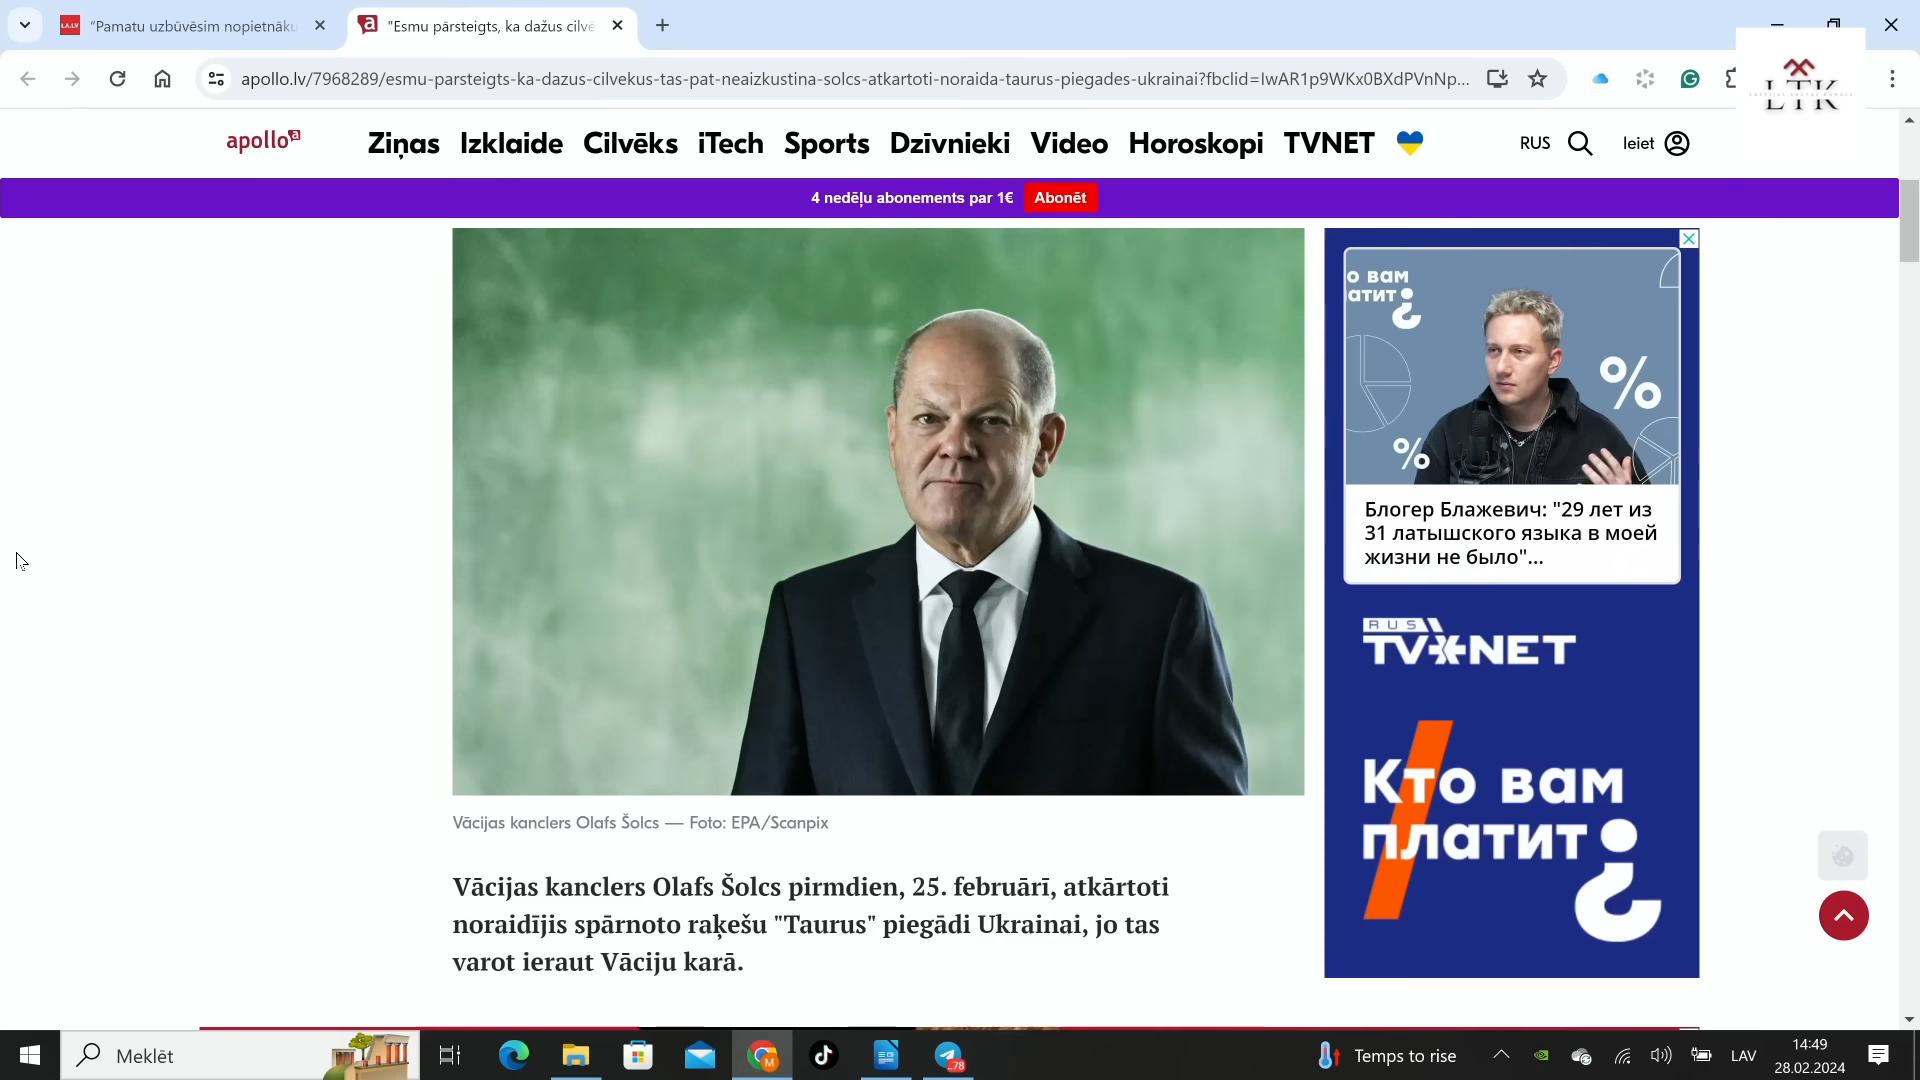 "Pamatu uzbūvēsim nopietnāku
"Esmu pārsteigts, ka dažus cilvē
apollo.lv/7968289/esmu-parsteigts-ka-dazus-cilvekus-tas-pat-neaizkustina-solcs-atkartoti-noraida-taurus-piegades-ukrainai?fbclid=IwAR1p9WKx0BXdPVnNp...
LTK
apollo
Ziņas Izklaide Cilvēks iTech Sports Dzīvnieki Video Horoskopi TVNET
RUS
Ieiet
4 nedēļu abonements par 1€ Abonēt
о вам
атит
%
%
Блогер Блажевич: "29 лет из
31 латышского языка в моей
жизни не было"...
RUS
TVNET
Кто вам
платит?
Vācijas kanclers Olafs Šolcs — Foto: EPA/Scanpix
Vācijas kanclers Olafs Šolcs pirmdien, 25. februārī, atkārtoti
noraidījis spārnoto raķešu "Taurus" piegādi Ukrainai, jo tas
varot ieraut Vāciju karā.
Meklēt
Temps to rise
LAV
14:49
28.02.2024